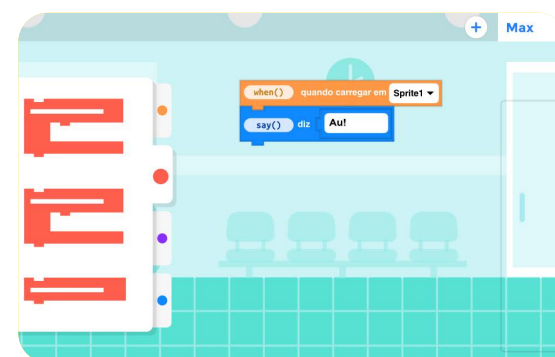 + Max
when() quando carregar em Sprite1
say() diz Au!